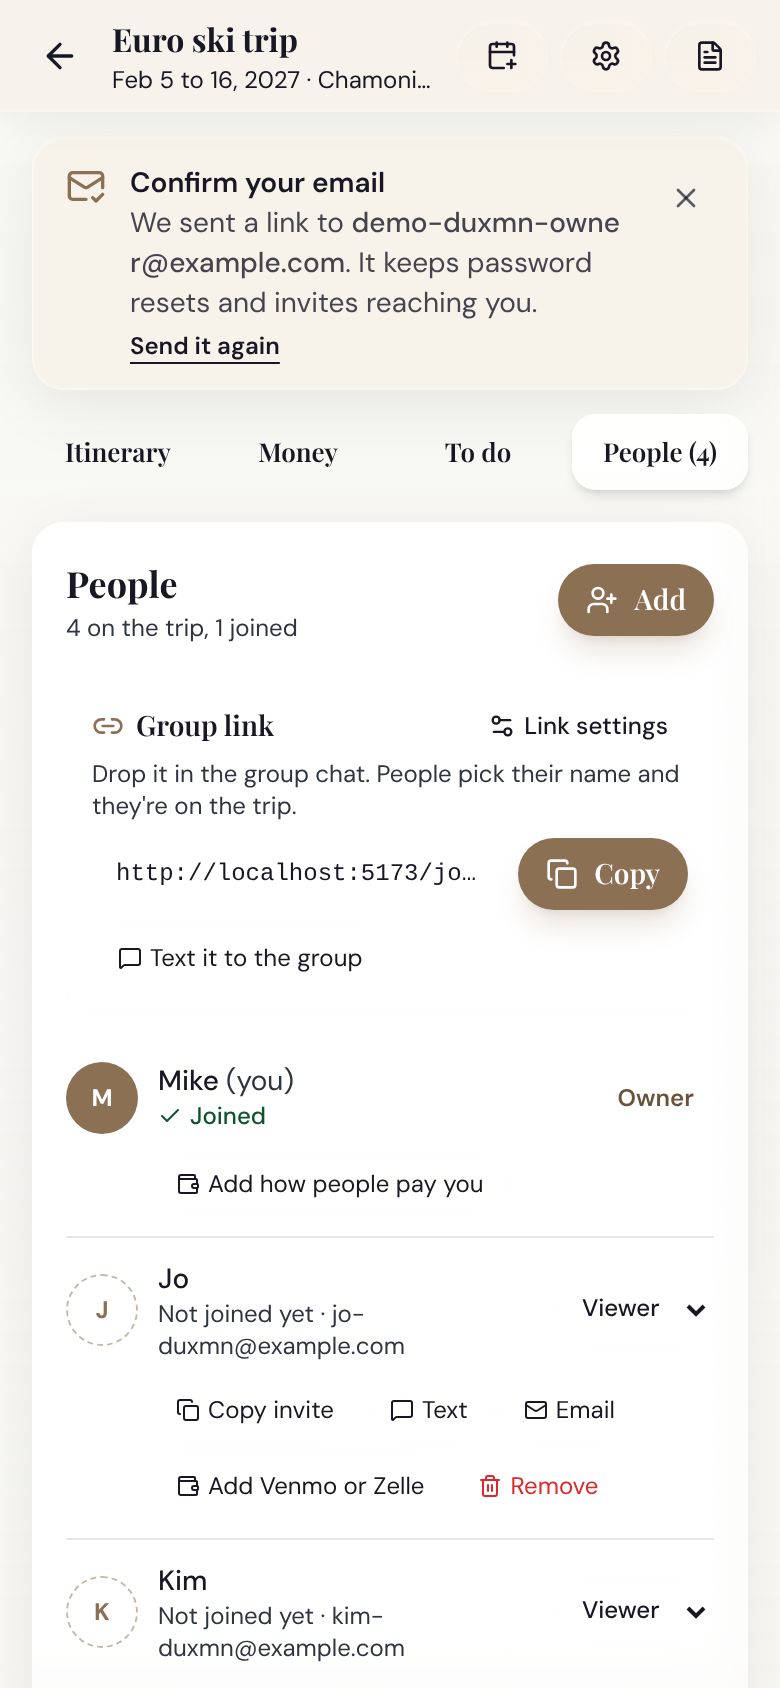 Euro ski trip
Feb 5 to 16, 2027 · Chamoni...
Confirm your email
We sent a link to demo-duxmn-owne
r@example.com. It keeps password
resets and invites reaching you.
Send it again
Itinerary Money To do People (4)
People
4 on the trip, 1 joined
Add
Group link
Link settings
Drop it in the group chat. People pick their name and
they're on the trip.
http://localhost:5173/jo…
Copy
Text it to the group
M
Mike (you)
Joined
Owner
Add how people pay you
J
Jo
Not joined yet · jo-
duxmn@example.com
Viewer
Copy invite Text Email
Add Venmo or Zelle Remove
K
Kim
Not joined yet · kim-
duxmn@example.com
Viewer